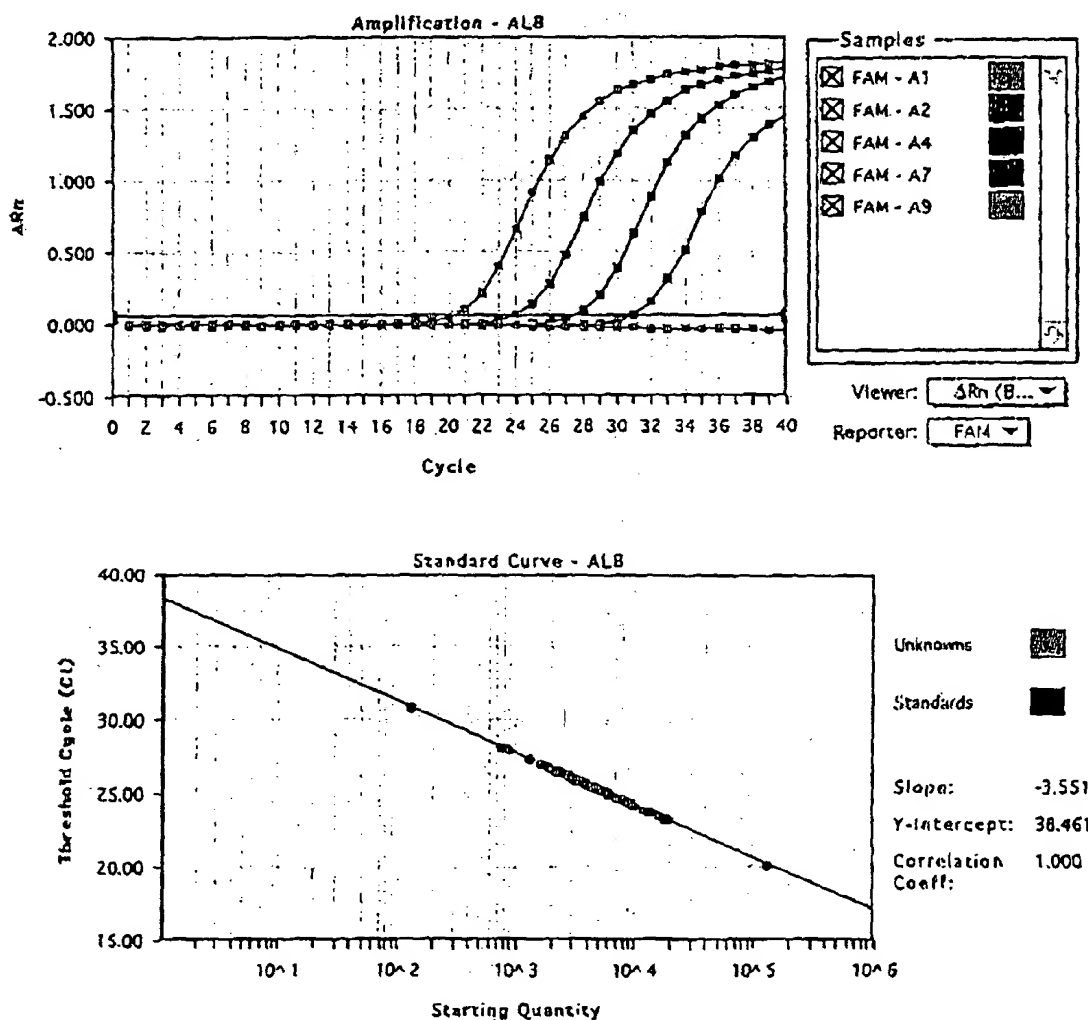 Amplification - ALB
2.000
1.500
1.000
0.500
0.000
-0.500
ΔRn
0 2 4 6 8 10 12 14 16 18 20 22 24 26 28 30 32 34 36 38 40
Cycle
Samples
FAM - A1
FAM - A2
FAM - A4
FAM - A7
FAM - A9
Viewer: ΔRn (B...
Reporter: FAM
Standard Curve - ALB
40.00
35.00
30.00
25.00
20.00
15.00
Threshold Cycle (Ct)
10^1 10^2 10^3 10^4 10^5 10^6
Starting Quantity
Unknowns
Standards
Slope: -3.551
Y-Intercept: 38.461
Correlation 1.000
Coeff: